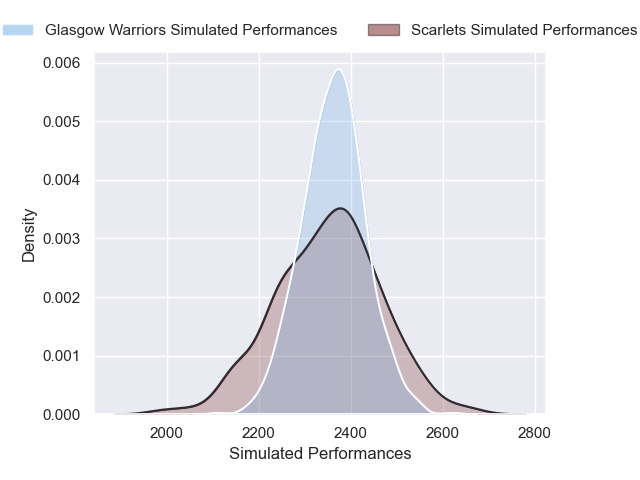 Glasgow Warriors Simulated Performances Scarlets Simulated Performances
0.006
0.005
0.004
0.003
0.002
0.001
0.000
Density
2000 2200 2400 2600 2800
Simulated Performances